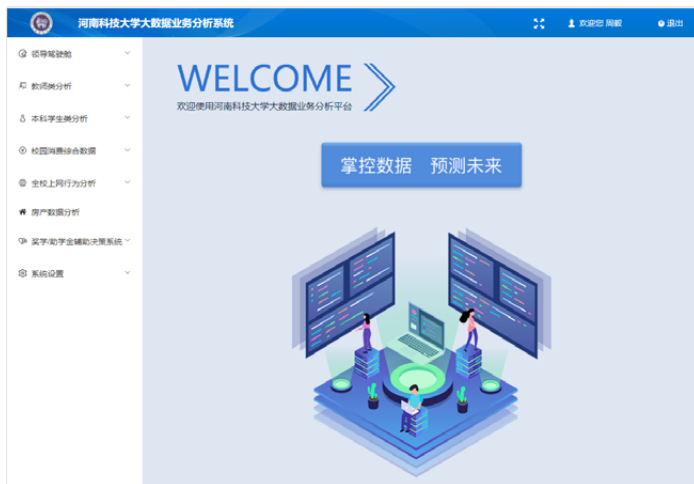 河南科技大学大数据业务分析系统
欢迎您 周毅
退出
领导驾驶舱
教师类分析
本科学生类分析
校园消费综合数据
全校上网行为分析
房产数据分析
奖学/助学金辅助决策系统
系统设置
WELCOME
欢迎使用河南科技大学大数据业务分析平台
掌控数据 预测未来